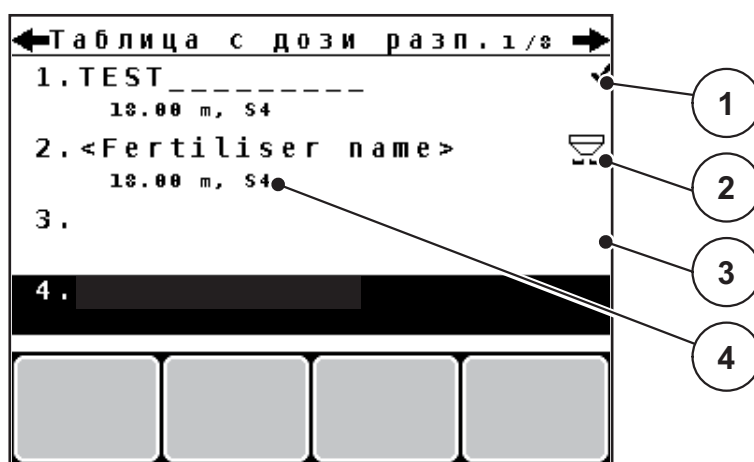 Таблица с дози разп. 1/8
1.TEST_________
18.00 m, S4
2.<Fertiliser name>
18.00 m, S4
3.
4.
1
2
3
4